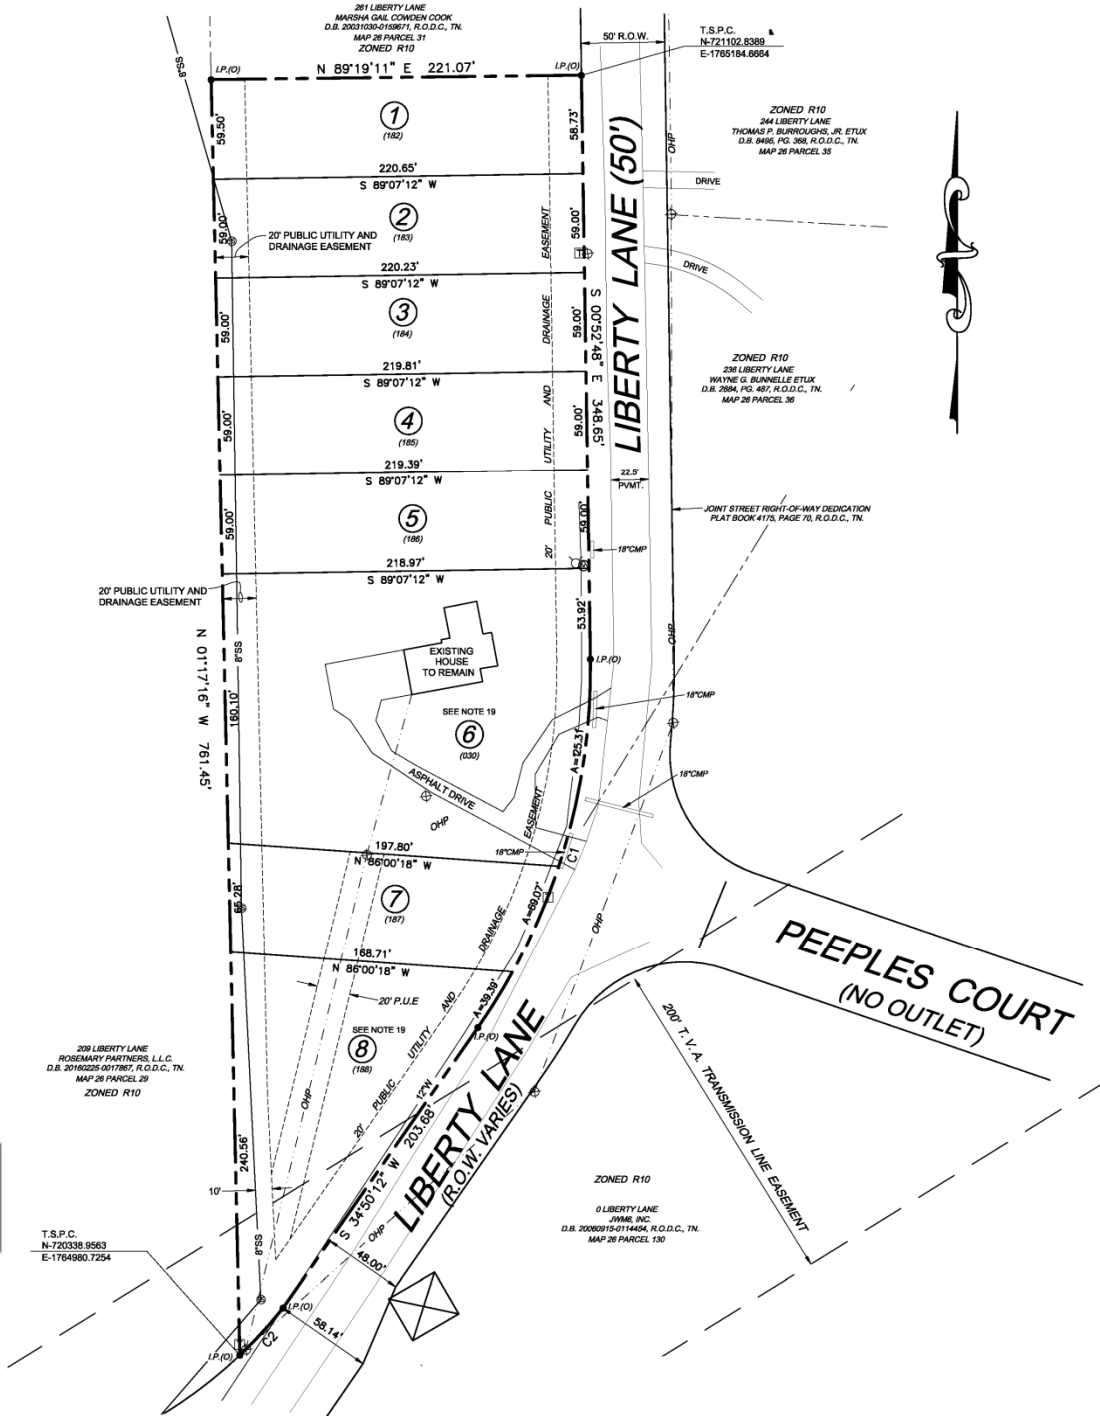 261 LIBERTY LANE
MARSHA GAIL COWDEN COOK
D.B. 20031030-0159671, R.O.D.C., TN.
MAP 26 PARCEL 31
ZONED R10
I.P.(O)
N 89°19'11" E 221.07'
I.P.(O)
50' R.O.W.
T.S.P.C.
N-721102.8389
E-1765184.6664
8"SS
ZONED R10
244 LIBERTY LANE
THOMAS P. BURROUGHS, JR. ETUX
D.B. 8495, PG. 368, R.O.D.C., TN.
MAP 26 PARCEL 35
59.50'
1
(182)
58.73'
220.65'
S 89°07'12" W
OHP
DRIVE
LIBERTY LANE (50')
59.00'
2
(183)
59.00'
20' PUBLIC UTILITY AND
DRAINAGE EASEMENT
220.23'
S 89°07'12" W
DRIVE
59.00'
3
(184)
59.00'
S 00°52'48" E 348.65'
20' PUBLIC UTILITY AND DRAINAGE EASEMENT
219.81'
S 89°07'12" W
ZONED R10
236 LIBERTY LANE
WAYNE G. BUNNELLE ETUX
D.B. 2684, PG. 487, R.O.D.C., TN.
MAP 26 PARCEL 36
59.00'
4
(185)
59.00'
219.39'
S 89°07'12" W
22.5'
PVMT.
59.00'
5
(186)
59.00'
JOINT STREET RIGHT-OF-WAY DEDICATION
PLAT BOOK 4175, PAGE 70, R.O.D.C., TN.
18"CMP
218.97'
S 89°07'12" W
20' PUBLIC UTILITY AND
DRAINAGE EASEMENT
53.92'
N 01°17'16" W 761.45'
8"SS
160.10'
EXISTING
HOUSE
TO REMAIN
I.P.(O)
OHP
18"CMP
SEE NOTE 19
6
(030)
A=125.31'
ASPHALT DRIVE
OHP
18"CMP
EASEMENT
18"CMP
C1
197.80'
N 86°00'18" W
65.28'
7
(187)
A=69.07'
DRAINAGE
OHP
168.71'
N 86°00'18" W
20' P.U.E
AND
A=39.39'
I.P.(O)
PEEPLES COURT
(NO OUTLET)
SEE NOTE 19
8
(188)
UTILITY
PUBLIC
20'
12"W
OHP
209 LIBERTY LANE
ROSEMARY PARTNERS, L.L.C.
D.B. 20160225-0017867, R.O.D.C., TN.
MAP 26 PARCEL 29
ZONED R10
S 34°50'12" W 203.68'
LIBERTY LANE
(R.O.W. VARIES)
200' T.V.A. TRANSMISSION LINE EASEMENT
240.56'
10'
8"SS
OHP
48.00'
ZONED R10
0 LIBERTY LANE
JWM6, INC.
D.B. 20060915-0114454, R.O.D.C., TN.
MAP 26 PARCEL 130
T.S.P.C.
N-720338.9563
E-1764980.7254
I.P.(O)
58.14'
C2
I.P.(O)